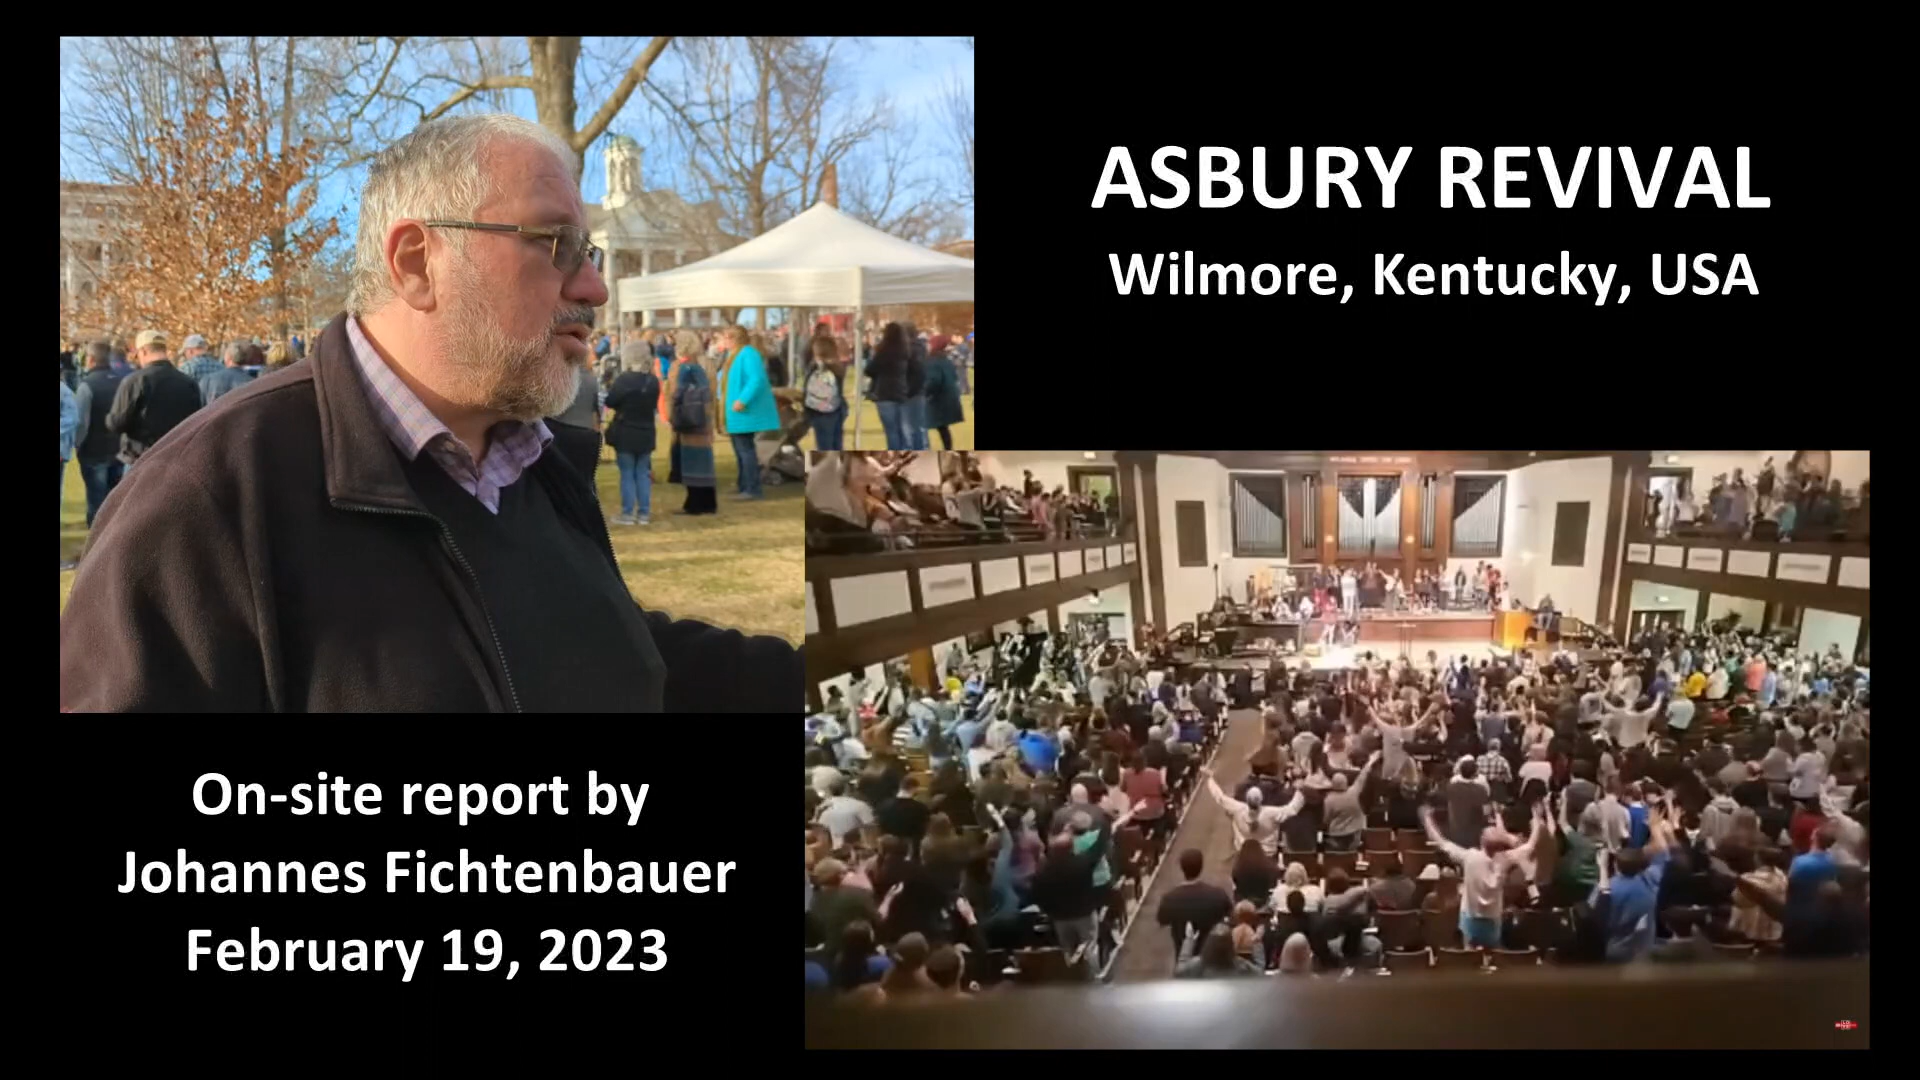 ASBURY REVIVAL
Wilmore, Kentucky, USA
On-site report by
Johannes Fichtenbauer
February 19, 2023